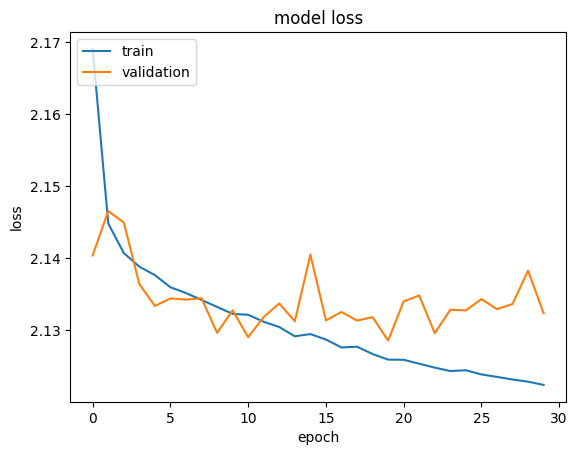 model loss
train
validation
2.17
2.16
2.15
2.14
2.13
loss
0 5 10 15 20 25 30
epoch